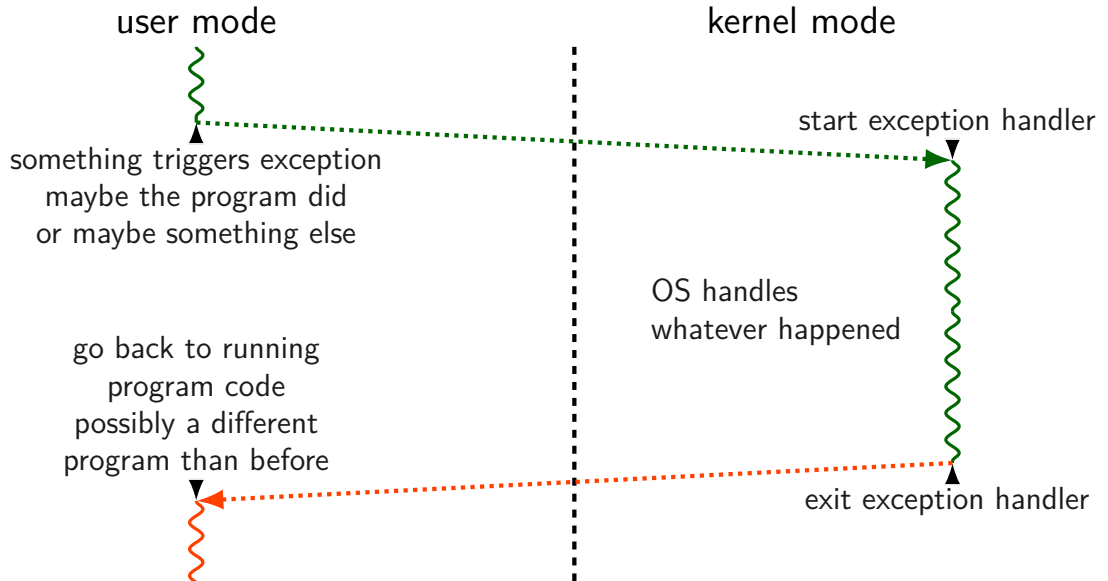 user mode
kernel mode
start exception handler
something triggers exception
maybe the program did
or maybe something else
OS handles
whatever happened
go back to running
program code
possibly a different
program than before
exit exception handler